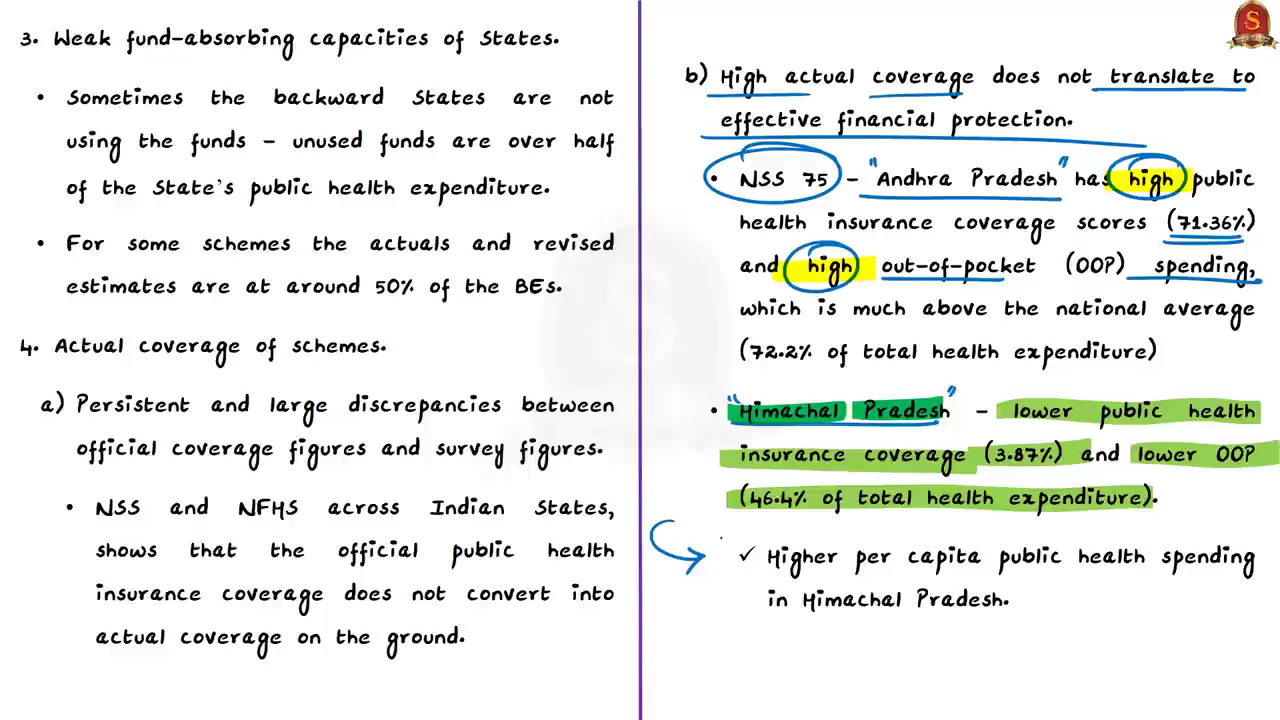 3. Weak fund-absorbing capacities of States.
• Sometimes the backward States are not
using the funds – unused funds are over half
of the State's public health expenditure.
• For some schemes the actuals and revised
estimates are at around 50% of the BEs.
4. Actual coverage of schemes.
a) Persistent and large discrepancies between
official coverage figures and survey figures.
• NSS and NFHS across Indian States,
shows that the official public health
insurance coverage does not convert into
actual coverage on the ground.
b) High actual coverage does not translate to
effective financial protection.
• NSS 75 – "Andhra Pradesh" has high public
health insurance coverage scores (71.36%)
and high out-of-pocket (OOP) spending,
which is much above the national average
(72.2% of total health expenditure)
• "Himachal Pradesh" – lower public health
insurance coverage (3.87%) and lower OOP
(46.4% of total health expenditure).
✓ Higher per capita public health spending
in Himachal Pradesh.